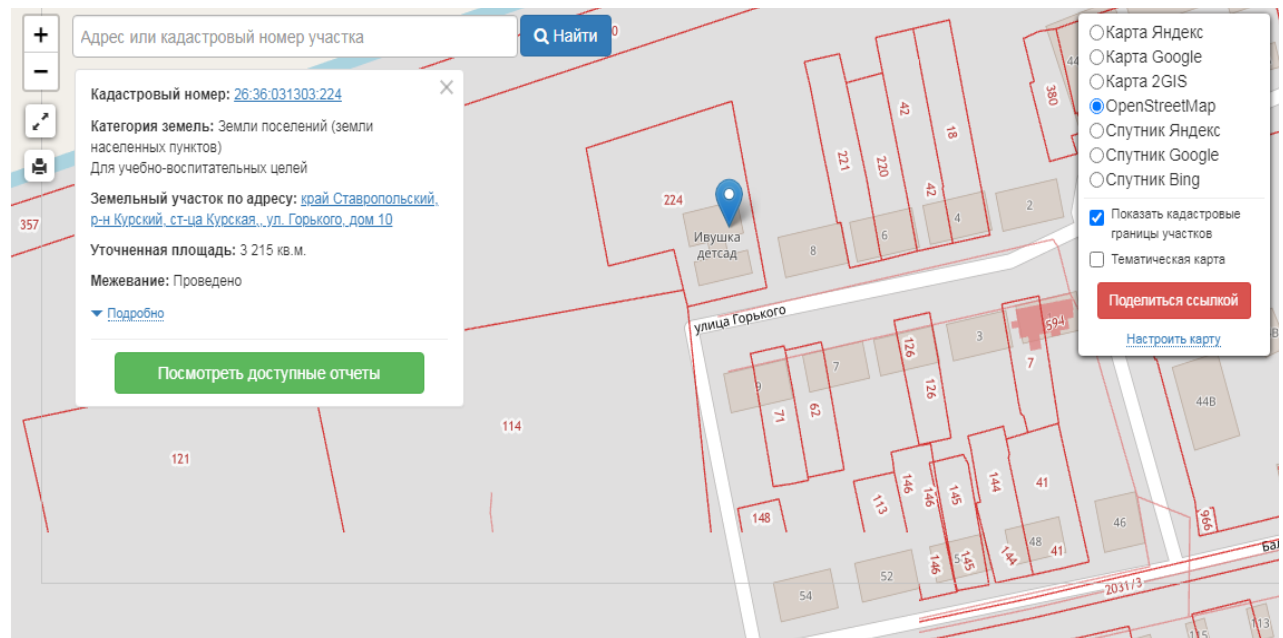 +
Адрес или кадастровый номер участка
Найти
0
−
Кадастровый номер: 26:36:031303:224
Категория земель: Земли поселений (земли
населенных пунктов)
Для учебно-воспитательных целей
Земельный участок по адресу: край Ставропольский,
р-н Курский, ст-ца Курская,, ул. Горького, дом 10
Уточненная площадь: 3 215 кв.м.
Межевание: Проведено
Подробно
Посмотреть доступные отчеты
Карта Яндекс
Карта Google
Карта 2GIS
OpenStreetMap
Спутник Яндекс
Спутник Google
Спутник Bing
Показать кадастровые
границы участков
Тематическая карта
Поделиться ссылкой
Настроить карту
357
224
Ивушка
детсад
221
220
42
42
18
380
44
8
6
4
2
улица Горького
9
7
3
594
7
71
62
126
126
121
114
148
113
146
146
146
145
145
144
144
41
41
48
46
52
54
44В
966
2031/3
Бал
115
113